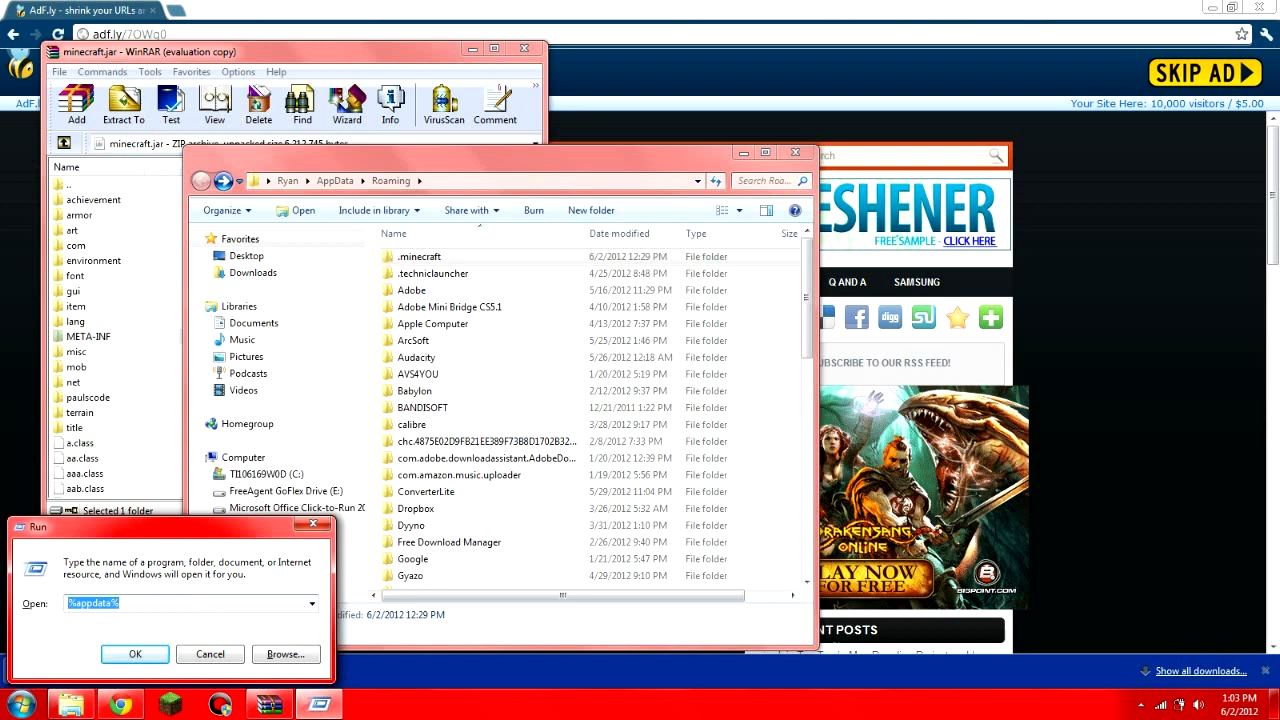 AdF.ly - shrink your URLs a
adf.ly/7OWq0
SKIP AD
AdF.l
Your Site Here: 10,000 visitors / $5.00
minecraft.jar - WinRAR (evaluation copy)
File Commands Tools Favorites Options Help
Add Extract To Test View Delete Find Wizard Info VirusScan Comment
minecraft.jar - ZIP archive, unpacked size 6,212,745 bytes
Name
..
achievement
armor
art
com
environment
font
gui
item
lang
META-INF
misc
mob
net
paulscode
terrain
title
a.class
aa.class
aaa.class
aab.class
Selected 1 folder
Ryan AppData Roaming
Search Roa...
Organize Open Include in library Share with Burn New folder
Favorites
Desktop
Downloads
Libraries
Documents
Music
Pictures
Podcasts
Videos
Homegroup
Computer
TI106169W0D (C:)
FreeAgent GoFlex Drive (E:)
Microsoft Office Click-to-Run 20
Name Date modified Type Size
.minecraft 6/2/2012 12:29 PM File folder
.techniclauncher 4/25/2012 8:48 PM File folder
Adobe 5/16/2012 11:29 PM File folder
Adobe Mini Bridge CS5.1 4/10/2012 1:58 PM File folder
Apple Computer 4/13/2012 7:37 PM File folder
ArcSoft 5/25/2012 1:46 PM File folder
Audacity 5/26/2012 12:18 AM File folder
AVS4YOU 1/20/2012 5:19 PM File folder
Babylon 2/12/2012 9:37 PM File folder
BANDISOFT 12/21/2011 1:22 PM File folder
calibre 3/28/2012 9:17 PM File folder
chc.4875E02D9FB21EE389F73B8D1702B32... 2/8/2012 7:33 PM File folder
com.adobe.downloadassistant.AdobeDo... 1/20/2012 12:39 PM File folder
com.amazon.music.uploader 1/19/2012 5:56 PM File folder
ConverterLite 5/29/2012 11:04 PM File folder
Dropbox 3/26/2012 5:32 AM File folder
Dyyno 3/31/2012 1:10 PM File folder
Free Download Manager 2/26/2012 9:40 PM File folder
Google 1/21/2012 5:47 PM File folder
Gyazo 4/29/2012 9:10 PM File folder
dified: 6/2/2012 12:29 PM
rch
ESHENER
FREE SAMPLE - CLICK HERE
Q AND A SAMSUNG
digg
UBSCRIBE TO OUR RSS FEED!
RAKENSANG
ONLINE
LAY NOW
FOR FREE
BIGPOINT.COM
NT POSTS
Run
Type the name of a program, folder, document, or Internet
resource, and Windows will open it for you.
Open: %appdata%
OK Cancel Browse...
Show all downloads...
1:03 PM
6/2/2012